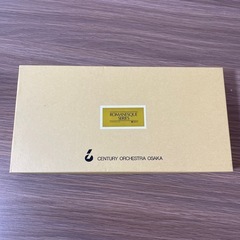 ROMANESQUE
SERIES
CENTURY ORCHESTRA OSAKA